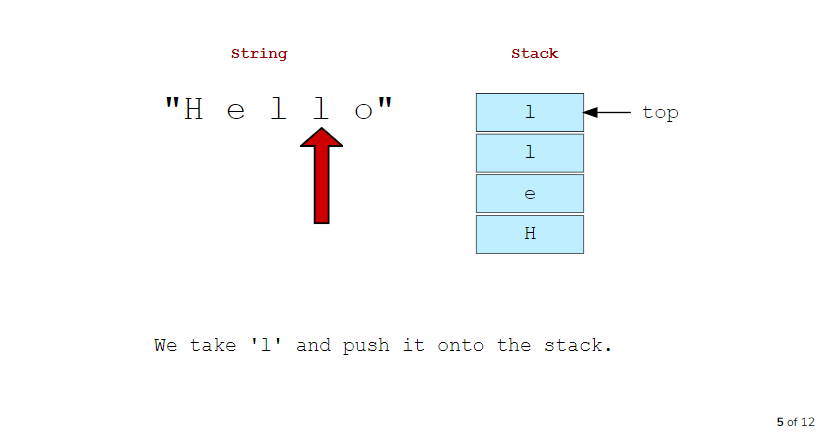 String
Stack
"H e l l o"
l
top
l
e
H
We take 'l' and push it onto the stack.
5 of 12